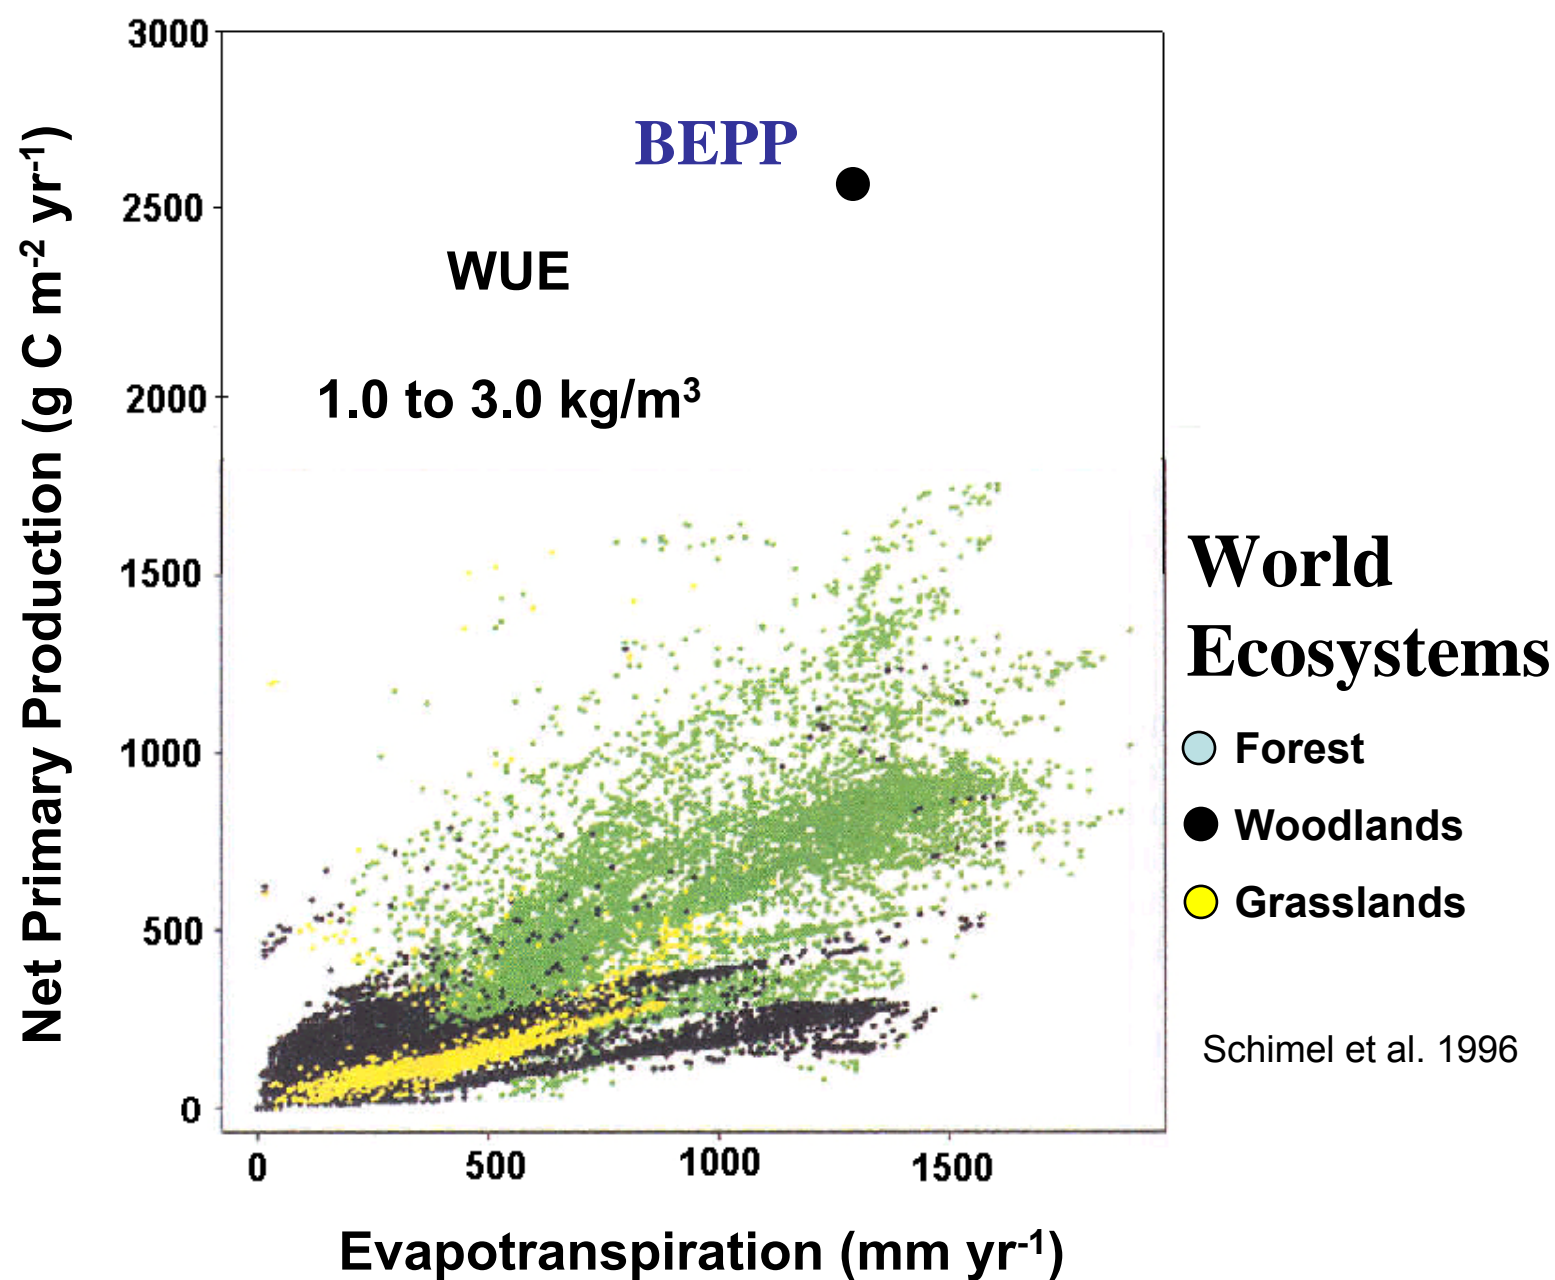 Net Primary Production (g C m-2 yr-1)
3000
2500
2000
1500
1000
500
0
BEPP
WUE
1.0 to 3.0 kg/m3
World
Ecosystems
Forest
Woodlands
Grasslands
Schimel et al. 1996
0 500 1000 1500
Evapotranspiration (mm yr-1)